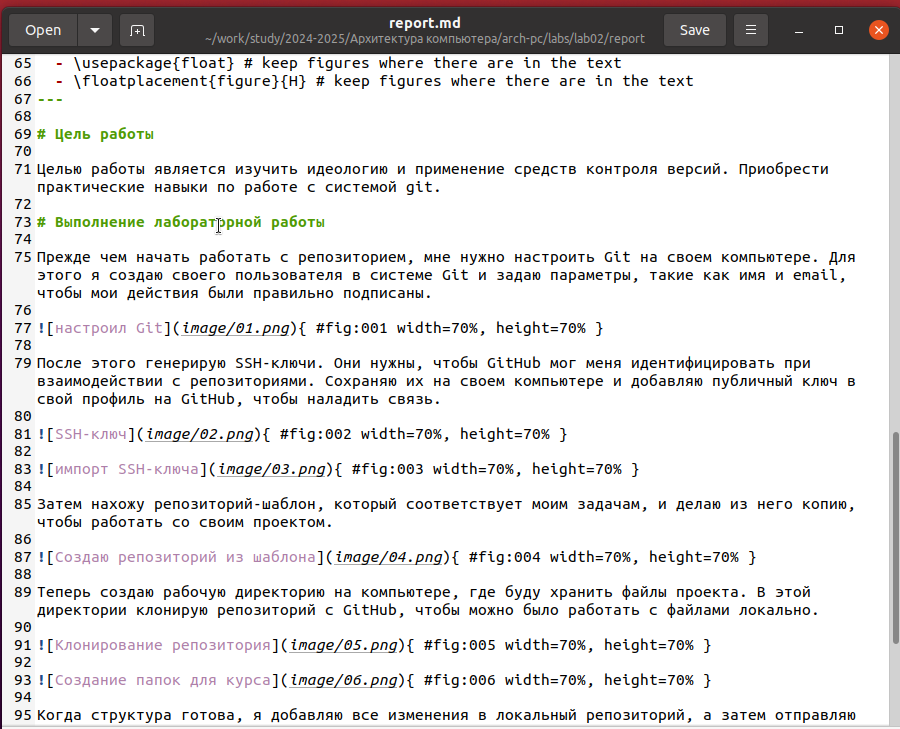 Open
report.md
~/work/study/2024-2025/Архитектура компьютера/arch-pc/labs/lab02/report
Save
65 - \usepackage{float} # keep figures where there are in the text
66 - \floatplacement{figure}{H} # keep figures where there are in the text
67 ---
68
69 # Цель работы
70
71 Целью работы является изучить идеологию и применение средств контроля версий. Приобрести
практические навыки по работе с системой git.
72
73 # Выполнение лабораторной работы
74
75 Прежде чем начать работать с репозиторием, мне нужно настроить Git на своем компьютере. Для
этого я создаю своего пользователя в системе Git и задаю параметры, такие как имя и email,
чтобы мои действия были правильно подписаны.
76
77 ![настроил Git](image/01.png){ #fig:001 width=70%, height=70% }
78
79 После этого генерирую SSH-ключи. Они нужны, чтобы GitHub мог меня идентифицировать при
взаимодействии с репозиториями. Сохраняю их на своем компьютере и добавляю публичный ключ в
свой профиль на GitHub, чтобы наладить связь.
80
81 ![SSH-ключ](image/02.png){ #fig:002 width=70%, height=70% }
82
83 ![импорт SSH-ключа](image/03.png){ #fig:003 width=70%, height=70% }
84
85 Затем нахожу репозиторий-шаблон, который соответствует моим задачам, и делаю из него копию,
чтобы работать со своим проектом.
86
87 ![Создаю репозиторий из шаблона](image/04.png){ #fig:004 width=70%, height=70% }
88
89 Теперь создаю рабочую директорию на компьютере, где буду хранить файлы проекта. В этой
директории клонирую репозиторий с GitHub, чтобы можно было работать с файлами локально.
90
91 ![Клонирование репозитория](image/05.png){ #fig:005 width=70%, height=70% }
92
93 ![Создание папок для курса](image/06.png){ #fig:006 width=70%, height=70% }
94
95 Когда структура готова, я добавляю все изменения в локальный репозиторий, а затем отправляю